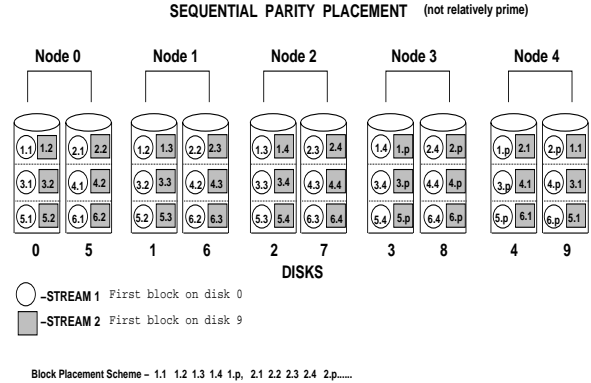 SEQUENTIAL PARITY PLACEMENT (not relatively prime)
Node 0 Node 1 Node 2 Node 3 Node 4
1.1 1.2 2.1 2.2 1.2 1.3 2.2 2.3 1.3 1.4 2.3 2.4 1.4 1.p 2.4 2.p 1.p 2.1 2.p 1.1
3.1 3.2 4.1 4.2 3.2 3.3 4.2 4.3 3.3 3.4 4.3 4.4 3.4 3.p 4.4 4.p 3.p 4.1 4.p 3.1
5.1 5.2 6.1 6.2 5.2 5.3 6.2 6.3 5.3 5.4 6.3 6.4 5.4 5.p 6.4 6.p 5.p 6.1 6.p 5.1
0 5 1 6 2 7 3 8 4 9
DISKS
–STREAM 1 First block on disk 0
–STREAM 2 First block on disk 9
Block Placement Scheme – 1.1 1.2 1.3 1.4 1.p, 2.1 2.2 2.3 2.4 2.p......